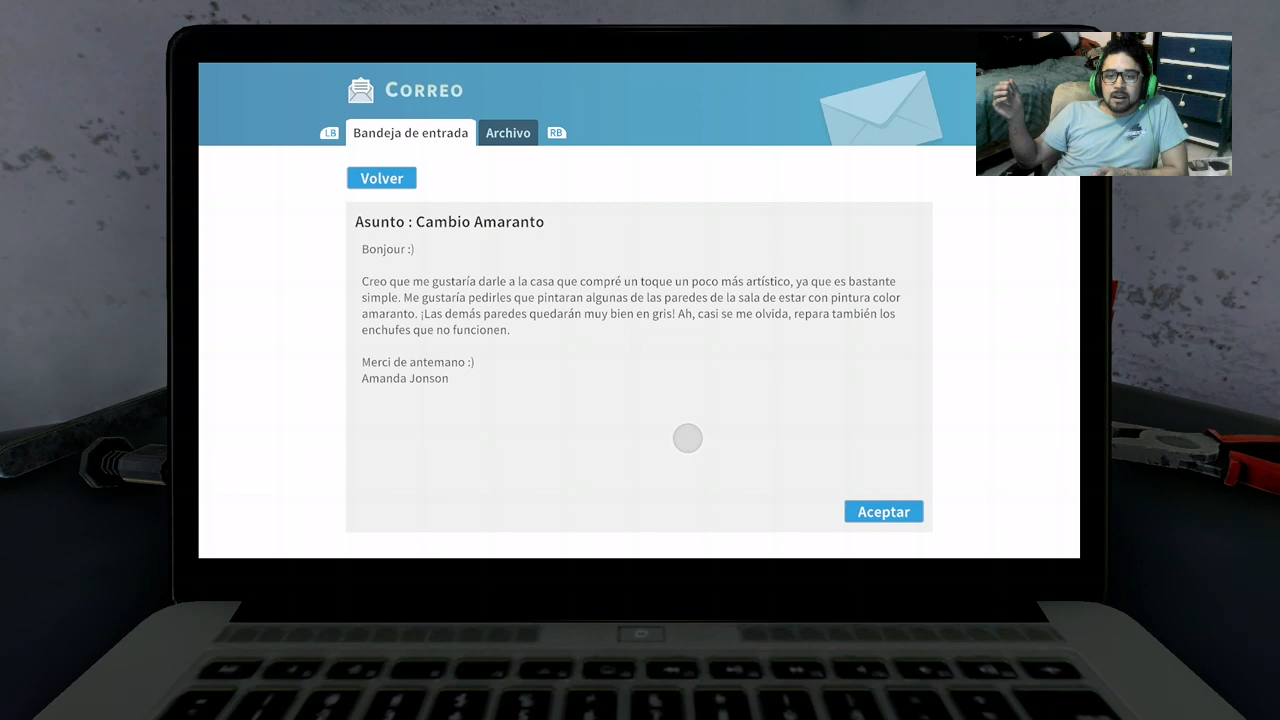 CORREO
LB Bandeja de entrada Archivo RB
Volver
Asunto : Cambio Amaranto
Bonjour :)
Creo que me gustaría darle a la casa que compré un toque un poco más artístico, ya que es bastante
simple. Me gustaría pedirles que pintaran algunas de las paredes de la sala de estar con pintura color
amaranto. ¡Las demás paredes quedarán muy bien en gris! Ah, casi se me olvida, repara también los
enchufes que no funcionen.
Merci de antemano :)
Amanda Jonson
Aceptar